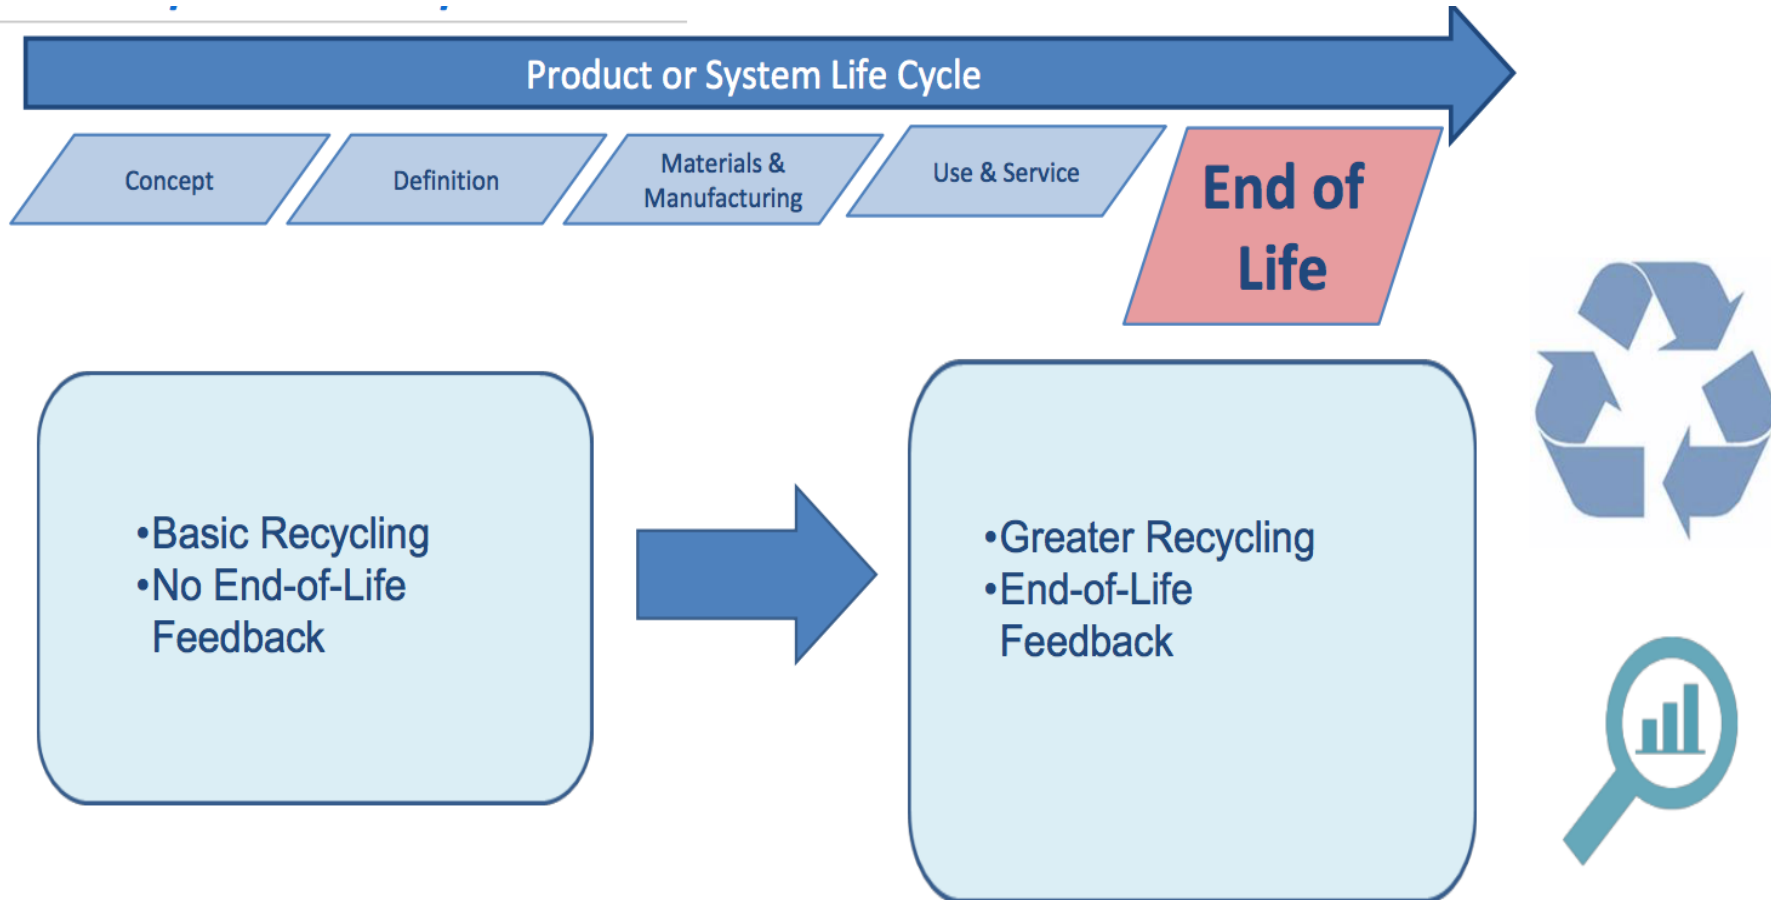 Product or System Life Cycle
Concept
Definition
Materials &
Manufacturing
Use & Service
End of
Life
•Basic Recycling
•No End-of-Life
Feedback
•Greater Recycling
•End-of-Life
Feedback